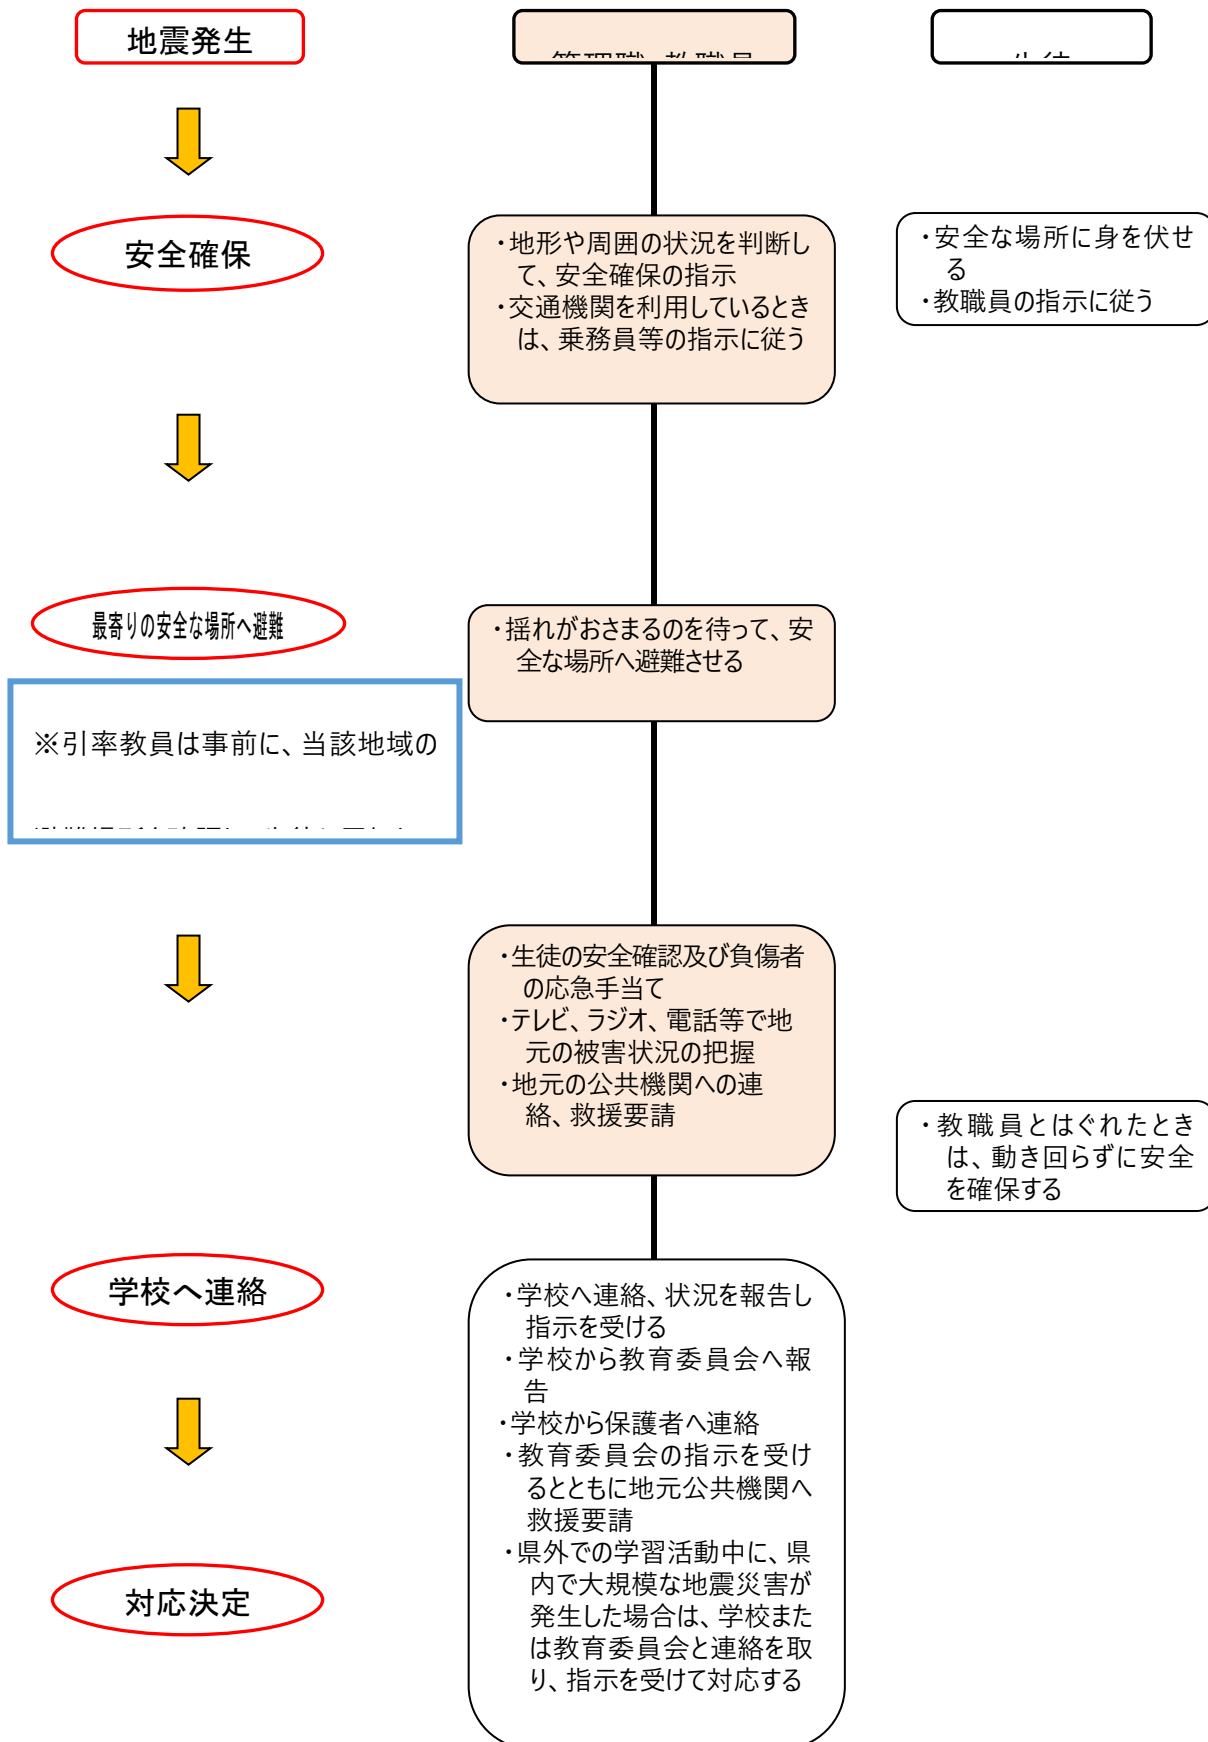 地震発生
安全確保
・地形や周囲の状況を判断し
て、安全確保の指示
・交通機関を利用しているとき
は、乗務員等の指示に従う
・安全な場所に身を伏せ
る
・教職員の指示に従う
最寄りの安全な場所へ避難
・揺れがおさまるのを待って、安
全な場所へ避難させる
※引率教員は事前に、当該地域の
・生徒の安全確認及び負傷者
の応急手当て
・テレビ、ラジオ、電話等で地
元の被害状況の把握
・地元の公共機関への連
絡、救援要請
・教職員とはぐれたとき
は、動き回らずに安全
を確保する
学校へ連絡
・学校へ連絡、状況を報告し
指示を受ける
・学校から教育委員会へ報
告
・学校から保護者へ連絡
・教育委員会の指示を受け
るとともに地元公共機関へ
救援要請
・県外での学習活動中に、県
内で大規模な地震災害が
発生した場合は、学校また
は教育委員会と連絡を取
り、指示を受けて対応する
対応決定